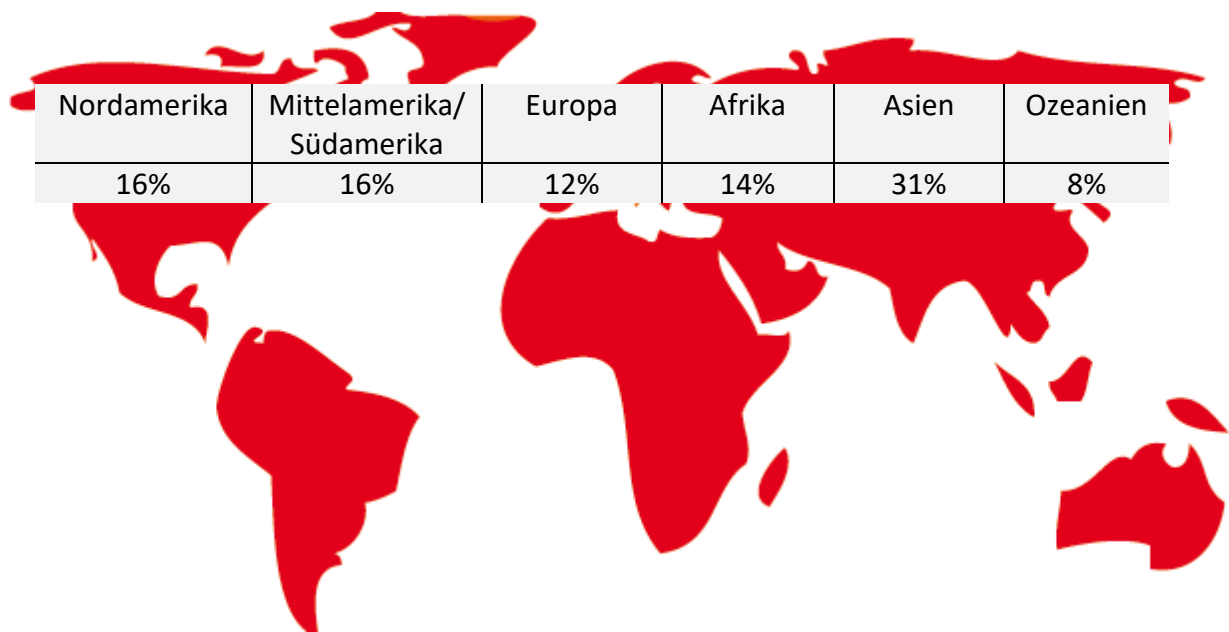 Nordamerika Mittelamerika/ Europa Afrika Asien Ozeanien
Südamerika
16% 16% 12% 14% 31% 8%